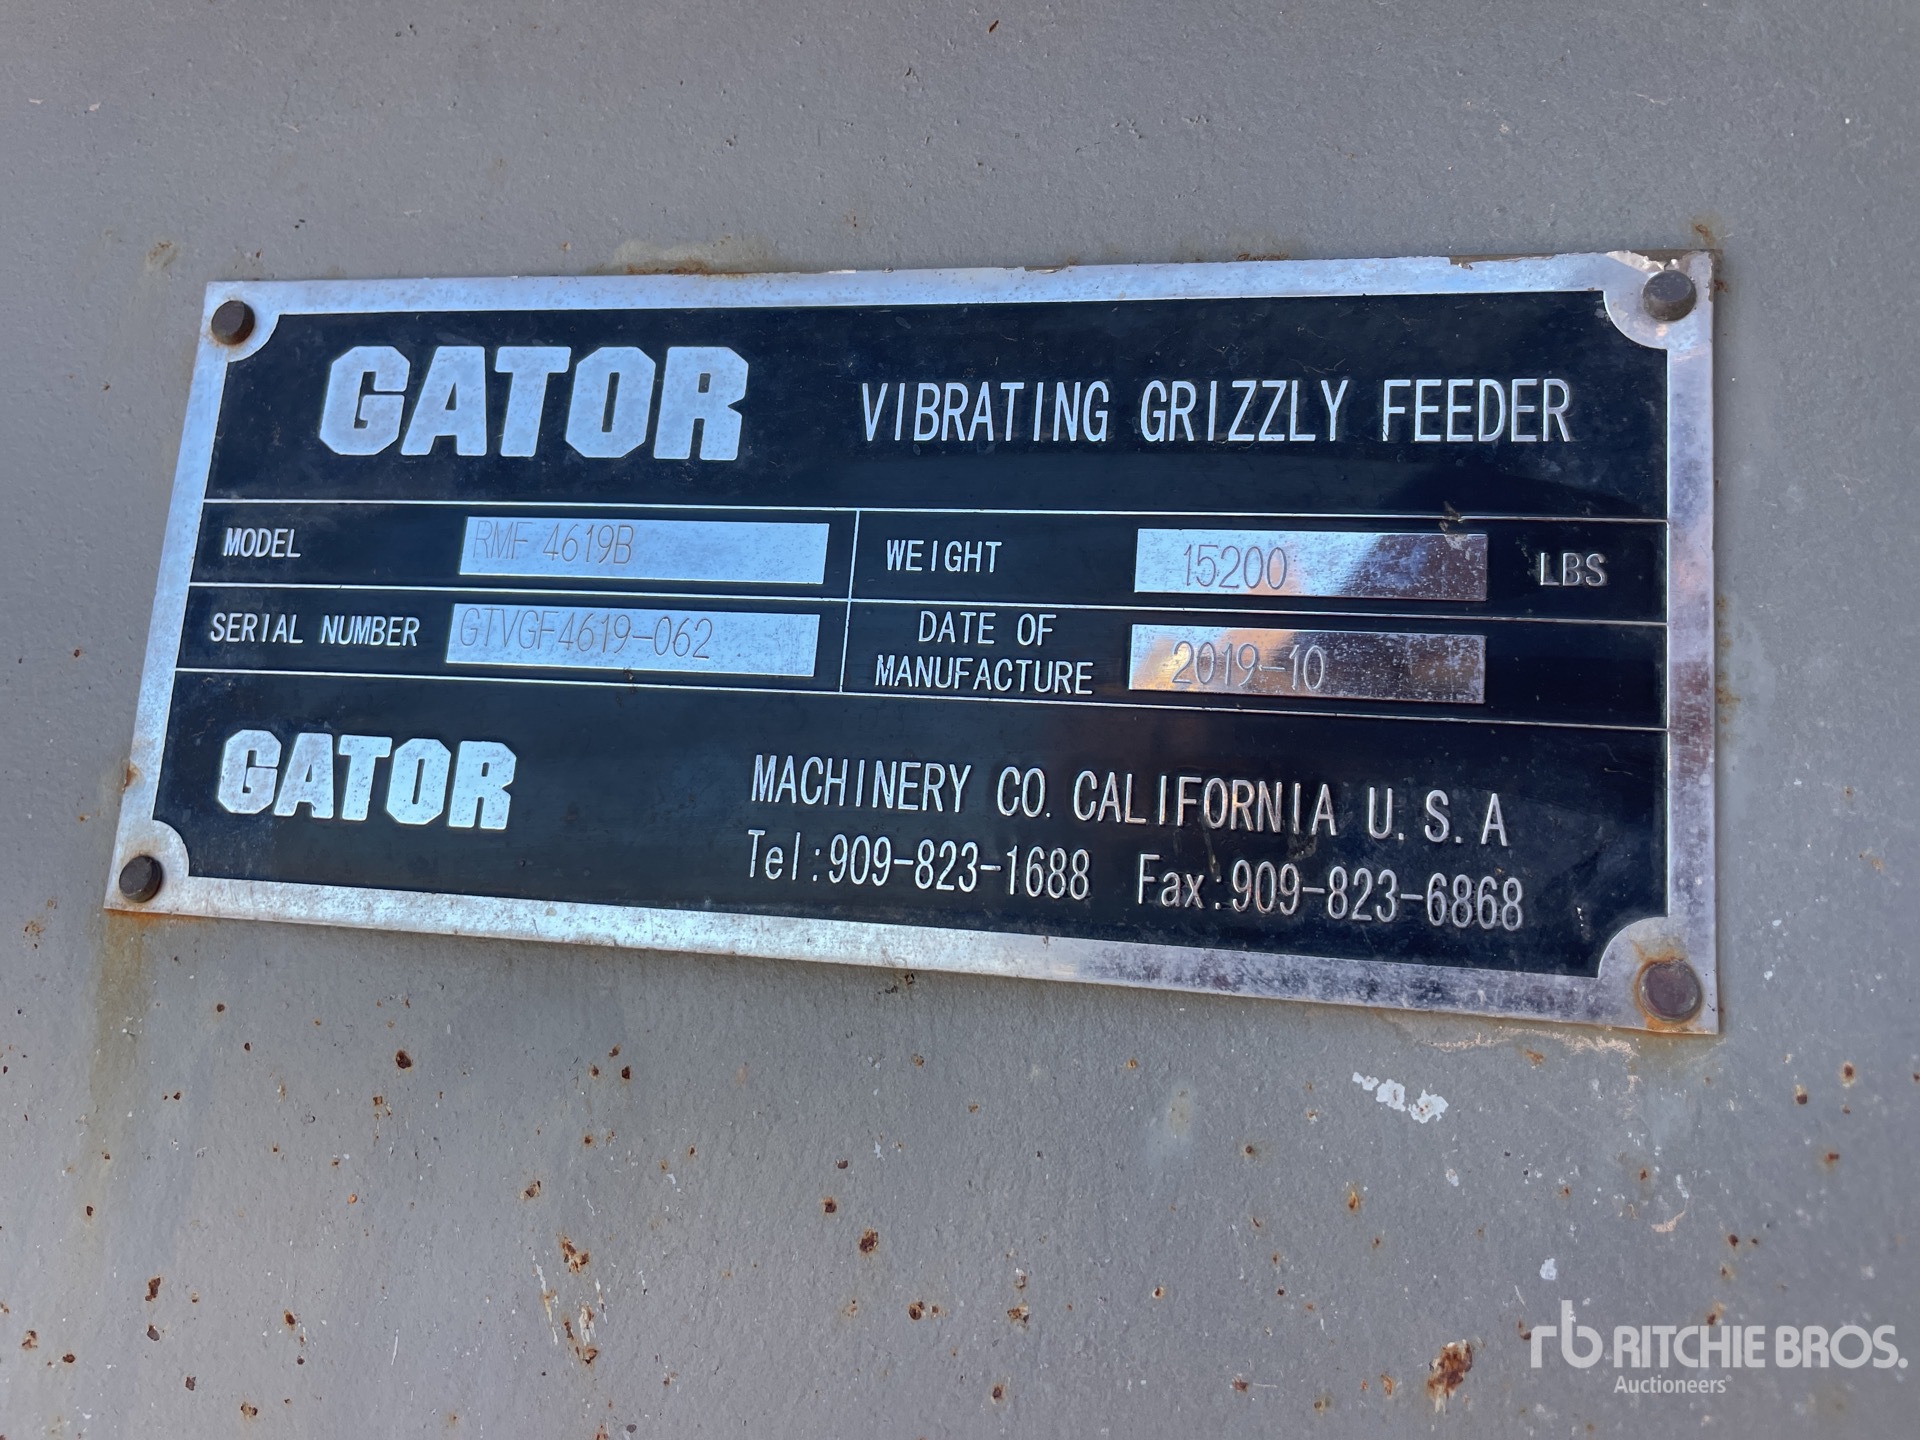 GATOR VIBRATING GRIZZLY FEEDER
MODEL RMF 4619B WEIGHT 15200 LBS
SERIAL NUMBER GTVGF4619-062 DATE OF MANUFACTURE 2019-10
GATOR MACHINERY CO. CALIFORNIA U.S.A
Tel:909-823-1688 Fax:909-823-6868
rb RITCHIE BROS.
Auctioneers